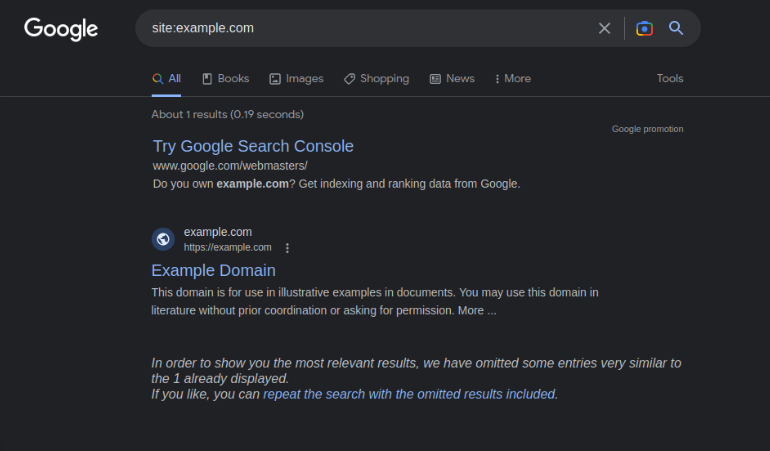 Google
site:example.com
All Books Images Shopping News More Tools
About 1 results (0.19 seconds)
Google promotion
Try Google Search Console
www.google.com/webmasters/
Do you own example.com? Get indexing and ranking data from Google.
example.com
https://example.com
Example Domain
This domain is for use in illustrative examples in documents. You may use this domain in
literature without prior coordination or asking for permission. More ...
In order to show you the most relevant results, we have omitted some entries very similar to
the 1 already displayed.
If you like, you can repeat the search with the omitted results included.